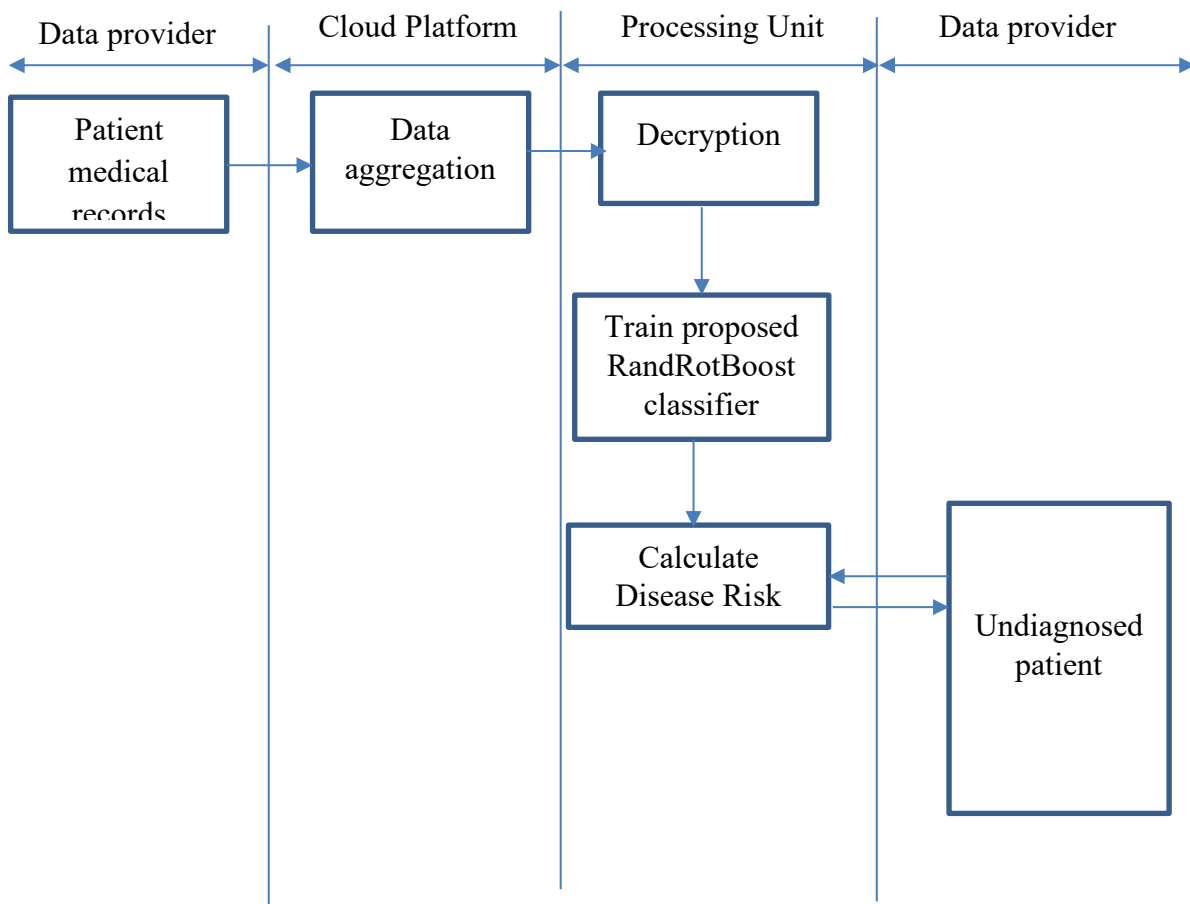 Data provider
Cloud Platform
Processing Unit
Data provider
Patient
medical
records
Data
aggregation
Decryption
Train proposed
RandRotBoost
classifier
Calculate
Disease Risk
Undiagnosed
patient